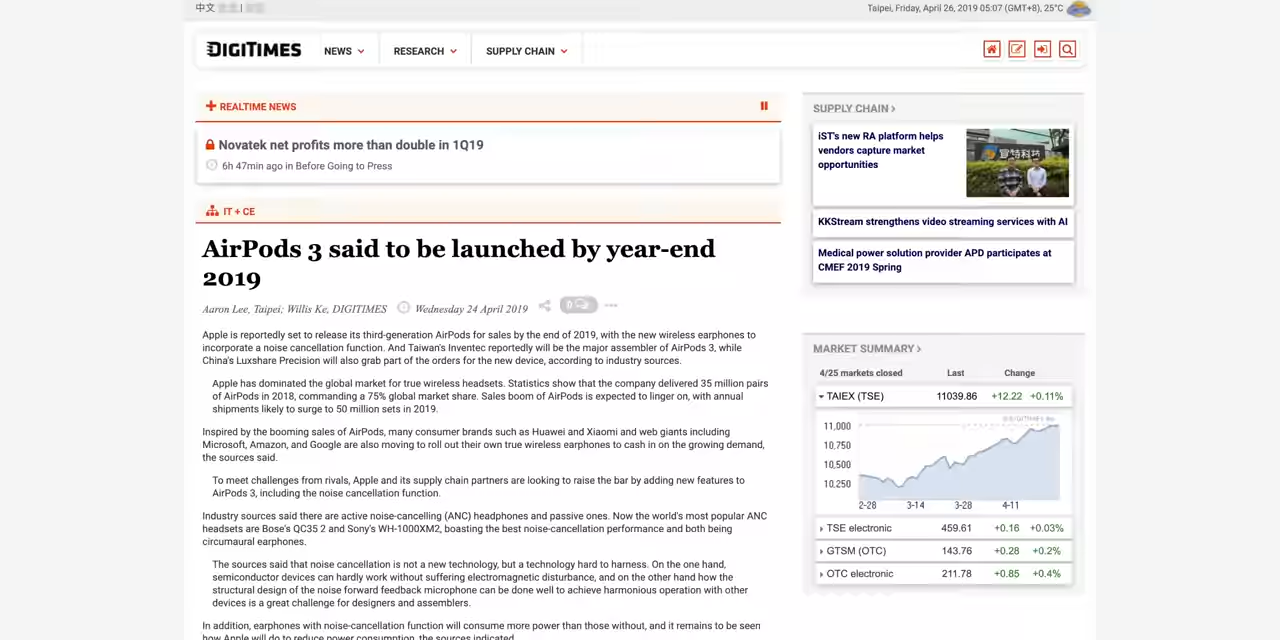 中文
Taipei, Friday, April 26, 2019 05:07 (GMT+8), 25°C
DIGITIMES
NEWS
RESEARCH
SUPPLY CHAIN
REALTIME NEWS
Novatek net profits more than double in 1Q19
6h 47min ago in Before Going to Press
IT + CE
AirPods 3 said to be launched by year-end
2019
Aaron Lee, Taipei; Willis Ke, DIGITIMES
Wednesday 24 April 2019
0
Apple is reportedly set to release its third-generation AirPods for sales by the end of 2019, with the new wireless earphones to
incorporate a noise cancellation function. And Taiwan's Inventec reportedly will be the major assembler of AirPods 3, while
China's Luxshare Precision will also grab part of the orders for the new device, according to industry sources.
Apple has dominated the global market for true wireless headsets. Statistics show that the company delivered 35 million pairs
of AirPods in 2018, commanding a 75% global market share. Sales boom of AirPods is expected to linger on, with annual
shipments likely to surge to 50 million sets in 2019.
Inspired by the booming sales of AirPods, many consumer brands such as Huawei and Xiaomi and web giants including
Microsoft, Amazon, and Google are also moving to roll out their own true wireless earphones to cash in on the growing demand,
the sources said.
To meet challenges from rivals, Apple and its supply chain partners are looking to raise the bar by adding new features to
AirPods 3, including the noise cancellation function.
Industry sources said there are active noise-cancelling (ANC) headphones and passive ones. Now the world's most popular ANC
headsets are Bose's QC35 2 and Sony's WH-1000XM2, boasting the best noise-cancellation performance and both being
circumaural earphones.
The sources said that noise cancellation is not a new technology, but a technology hard to harness. On the one hand,
semiconductor devices can hardly work without suffering electromagnetic disturbance, and on the other hand how the
structural design of the noise forward feedback microphone can be done well to achieve harmonious operation with other
devices is a great challenge for designers and assemblers.
In addition, earphones with noise-cancellation function will consume more power than those without, and it remains to be seen
how Apple will do to reduce power consumption, the sources indicated.
SUPPLY CHAIN ›
iST's new RA platform helps
vendors capture market
opportunities
KKStream strengthens video streaming services with AI
Medical power solution provider APD participates at
CMEF 2019 Spring
MARKET SUMMARY ›
4/25 markets closed Last Change
TAIEX (TSE) 11039.86 +12.22 +0.11%
11,000
10,750
10,500
10,250
2-28 3-14 3-28 4-11
TSE electronic 459.61 +0.16 +0.03%
GTSM (OTC) 143.76 +0.28 +0.2%
OTC electronic 211.78 +0.85 +0.4%